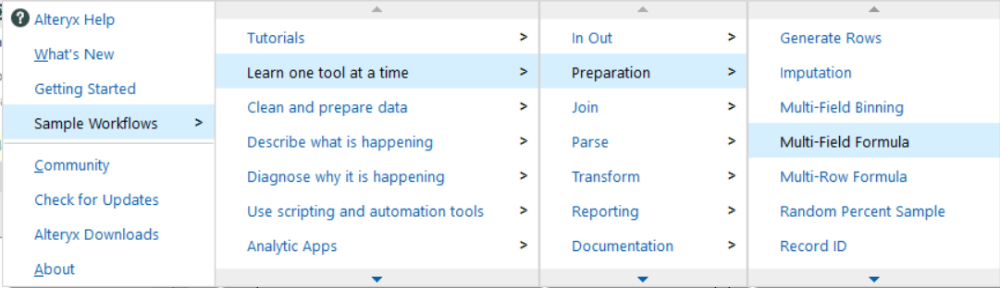 Alteryx Help
What's New
Getting Started
Sample Workflows >
Community
Check for Updates
Alteryx Downloads
About
Tutorials >
Learn one tool at a time >
Clean and prepare data >
Describe what is happening >
Diagnose why it is happening >
Use scripting and automation tools >
Analytic Apps >
In Out >
Preparation >
Join >
Parse >
Transform >
Reporting >
Documentation >
Generate Rows
Imputation
Multi-Field Binning
Multi-Field Formula
Multi-Row Formula
Random Percent Sample
Record ID